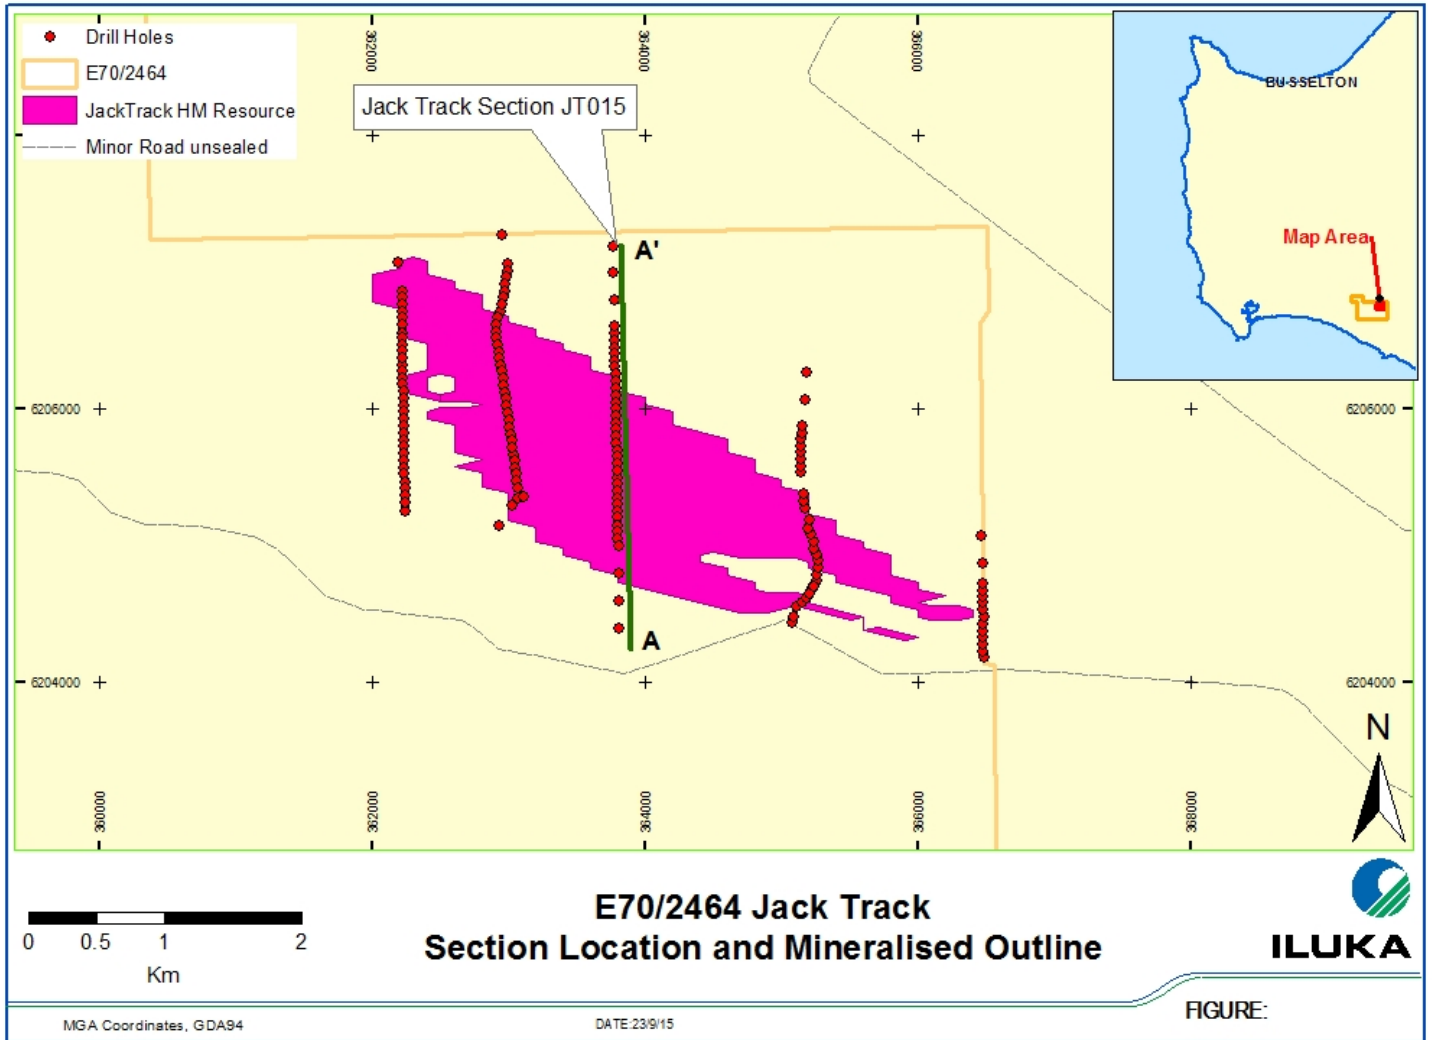 Drill Holes
E70/2464
JackTrack HM Resource
Minor Road unsealed
362000
364000
366000
Jack Track Section JT015
BUSSELTON
Map Area
A'
6206000
6206000
A
6204000
6204000
N
360000
362000
364000
366000
368000
0 0.5 1 2
Km
E70/2464 Jack Track
Section Location and Mineralised Outline
ILUKA
FIGURE:
MGA Coordinates, GDA94
DATE:23/9/15